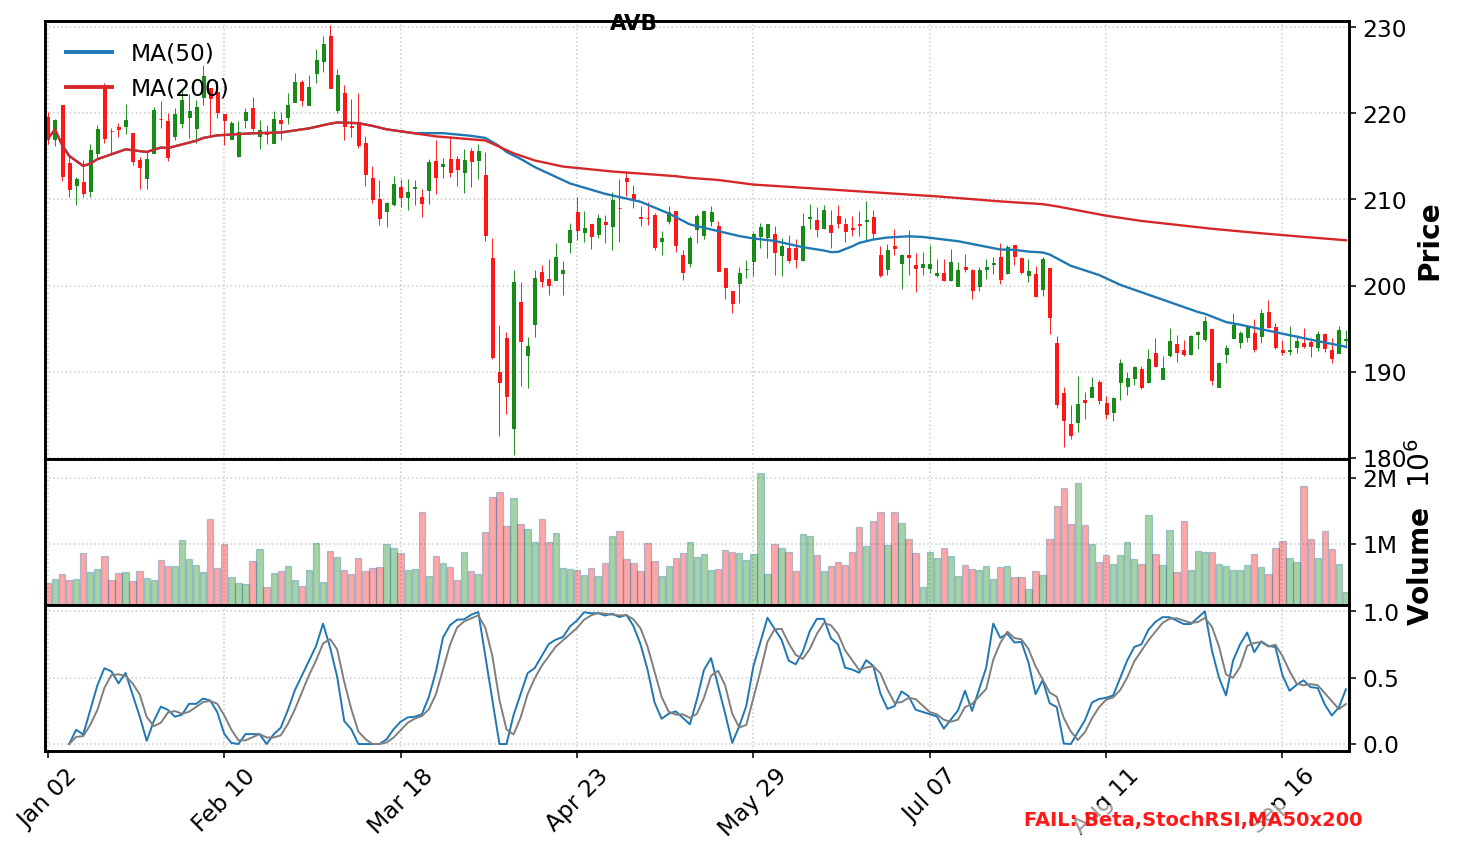 AVB
MA(50)
MA(200)
230
220
210
200
190
180
Price
10⁶
2M
1M
Volume
1.0
0.5
0.0
Jan 02
Feb 10
Mar 18
Apr 23
May 29
Jul 07
Aug 11
Sep 16
FAIL: Beta,StochRSI,MA50x200